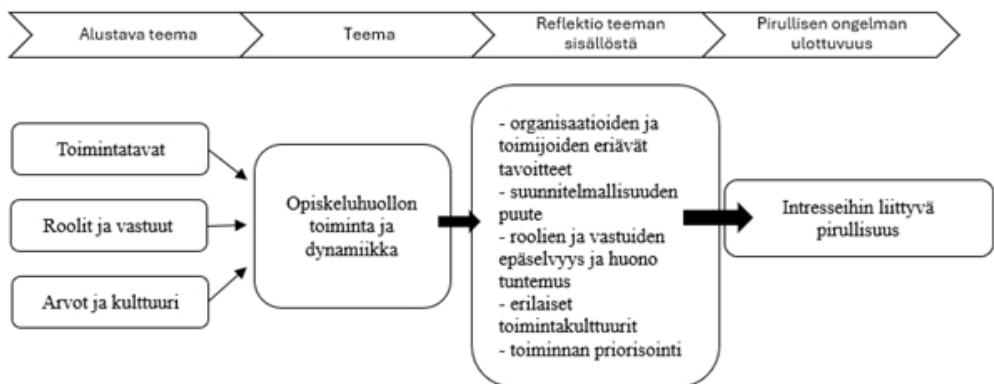 Alustava teema
Teema
Reflektio teeman
sisällöstä
Pirullisen ongelman
ulottuvuus
Toimintatavat
Roolit ja vastuut
Arvot ja kulttuuri
Opiskeluhuollon
toiminta ja
dynamiikka
- organisaatioiden ja
toimijoiden eriävät
tavoitteet
- suunnitelmallisuuden
puute
- roolien ja vastuiden
epäselvyys ja huono
tuntemus
- erilaiset
toimintakulttuurit
- toiminnan priorisointi
Intresseihin liittyvä
pirullisuus